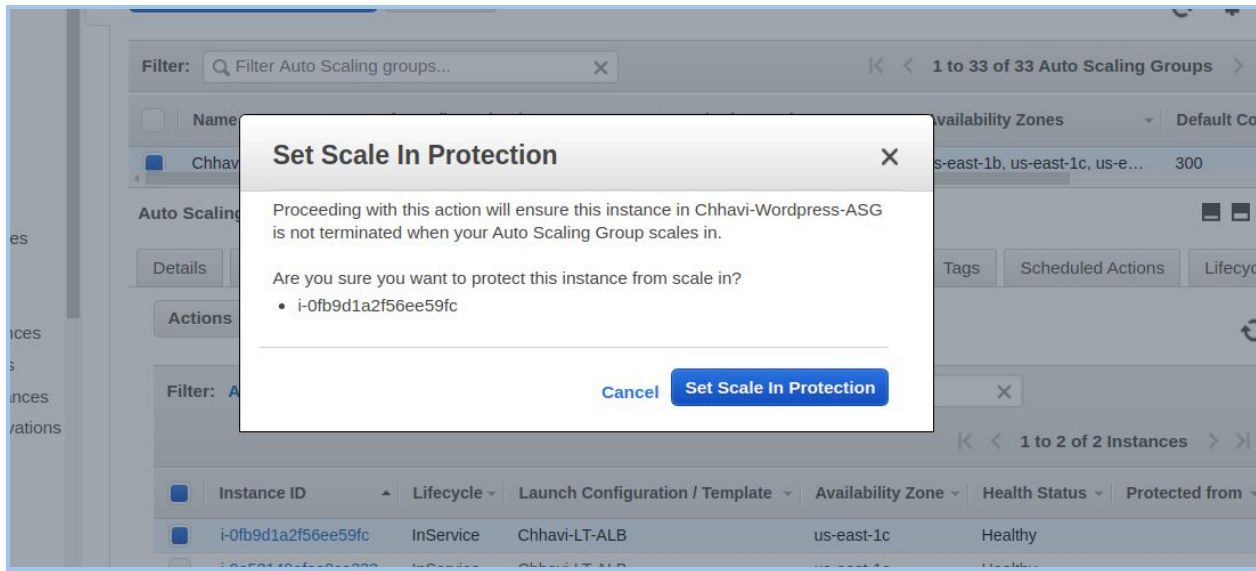 Filter: Filter Auto Scaling groups...
1 to 33 of 33 Auto Scaling Groups
Name
Availability Zones
Default Co
Set Scale In Protection
Chhav
s-east-1b, us-east-1c, us-e...
300
Proceeding with this action will ensure this instance in Chhavi-Wordpress-ASG
is not terminated when your Auto Scaling Group scales in.
Auto Scaling
es
Are you sure you want to protect this instance from scale in?
• i-0fb9d1a2f56ee59fc
Details
Tags
Scheduled Actions
Lifecyc
Actions
nces
s
Cancel
Set Scale In Protection
Filter: A
ances
vations
1 to 2 of 2 Instances
Instance ID Lifecycle Launch Configuration / Template Availability Zone Health Status Protected from
i-0fb9d1a2f56ee59fc InService Chhavi-LT-ALB us-east-1c Healthy